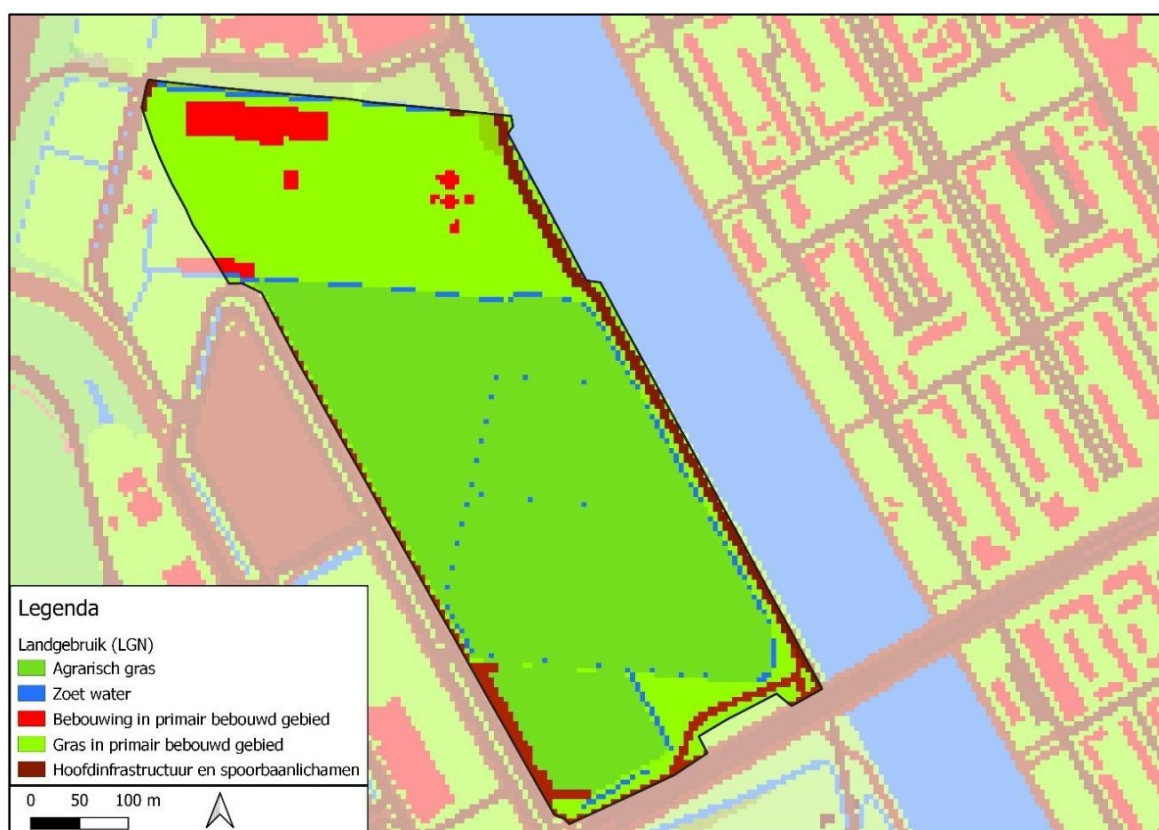 Legenda
Landgebruik (LGN)
Agrarisch gras
Zoet water
Bebouwing in primair bebouwd gebied
Gras in primair bebouwd gebied
Hoofdinfrastructuur en spoorbaanlichamen
0 50 100 m